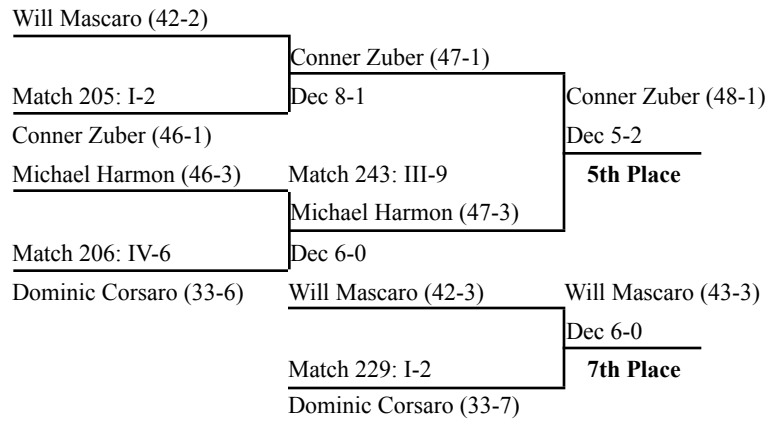 Will Mascaro (42-2)
Conner Zuber (47-1)
Match 205: I-2
Dec 8-1
Conner Zuber (48-1)
Conner Zuber (46-1)
Dec 5-2
Michael Harmon (46-3)
Match 243: III-9
5th Place
Michael Harmon (47-3)
Match 206: IV-6
Dec 6-0
Dominic Corsaro (33-6)
Will Mascaro (42-3)
Will Mascaro (43-3)
Dec 6-0
Match 229: I-2
7th Place
Dominic Corsaro (33-7)